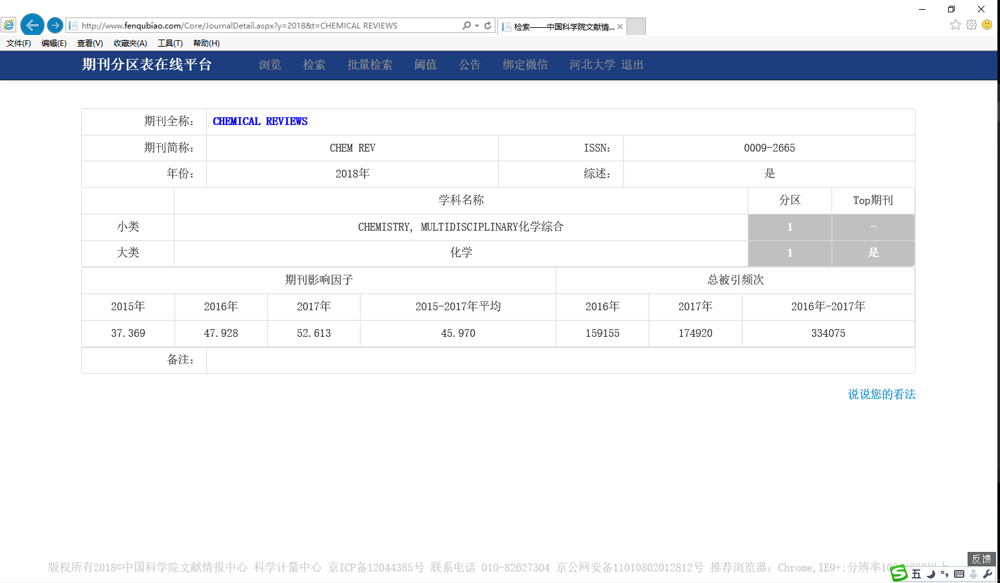 http://www.fenqubiao.com/Core/JournalDetail.aspx?y=2018&t=CHEMICAL REVIEWS
检索——中国科学院文献情...
文件(F) 编辑(E) 查看(V) 收藏夹(A) 工具(T) 帮助(H)
期刊分区表在线平台 浏览 检索 批量检索 阈值 公告 绑定微信 河北大学 退出
期刊全称: CHEMICAL REVIEWS
期刊简称: CHEM REV ISSN: 0009-2665
年份: 2018年 综述: 是
学科名称 分区 Top期刊
小类 CHEMISTRY, MULTIDISCIPLINARY化学综合 1 -
大类 化学 1 是
期刊影响因子 总被引频次
2015年 2016年 2017年 2015-2017年平均 2016年 2017年 2016年-2017年
37.369 47.928 52.613 45.970 159155 174920 334075
备注:
说说您的看法
反馈
版权所有2018©中国科学院文献情报中心 科学计量中心 京ICP备12044385号 联系电话 010-82627304 京公网安备11010802012812号 推荐浏览器: Chrome,IE9+;分辨率
五